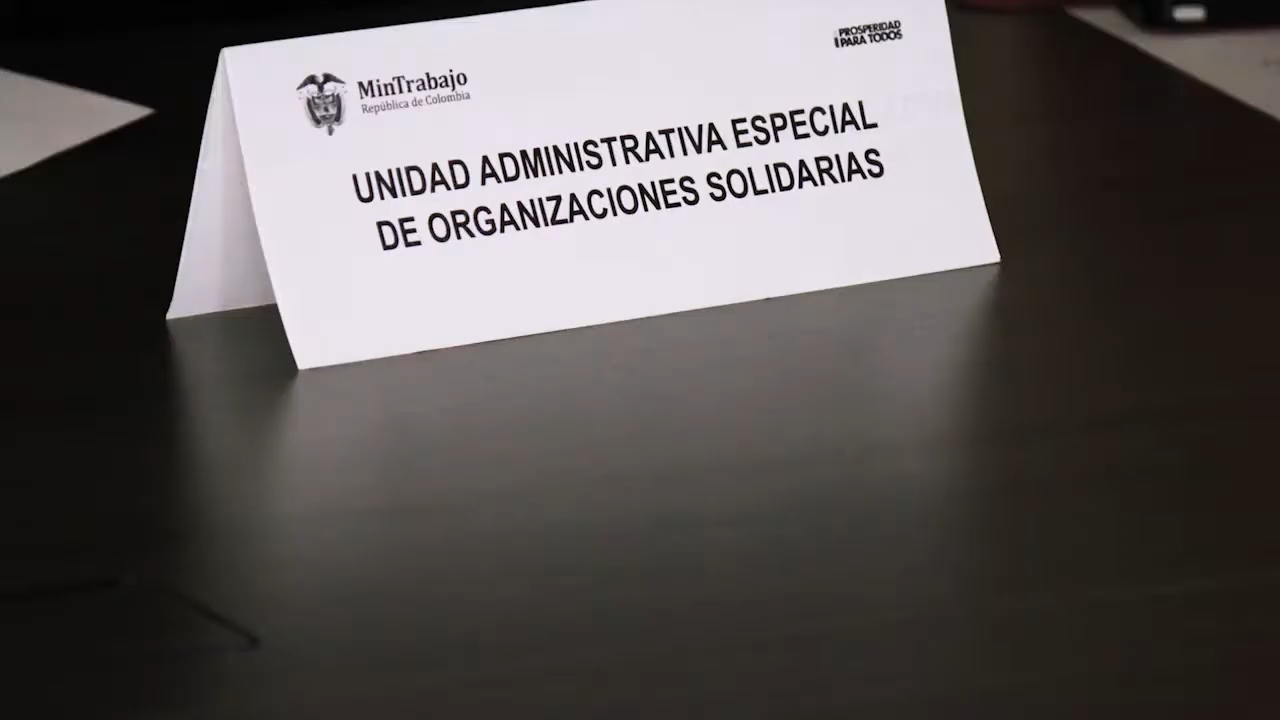 MinTrabajo
República de Colombia
PROSPERIDAD
PARA TODOS
UNIDAD ADMINISTRATIVA ESPECIAL
DE ORGANIZACIONES SOLIDARIAS